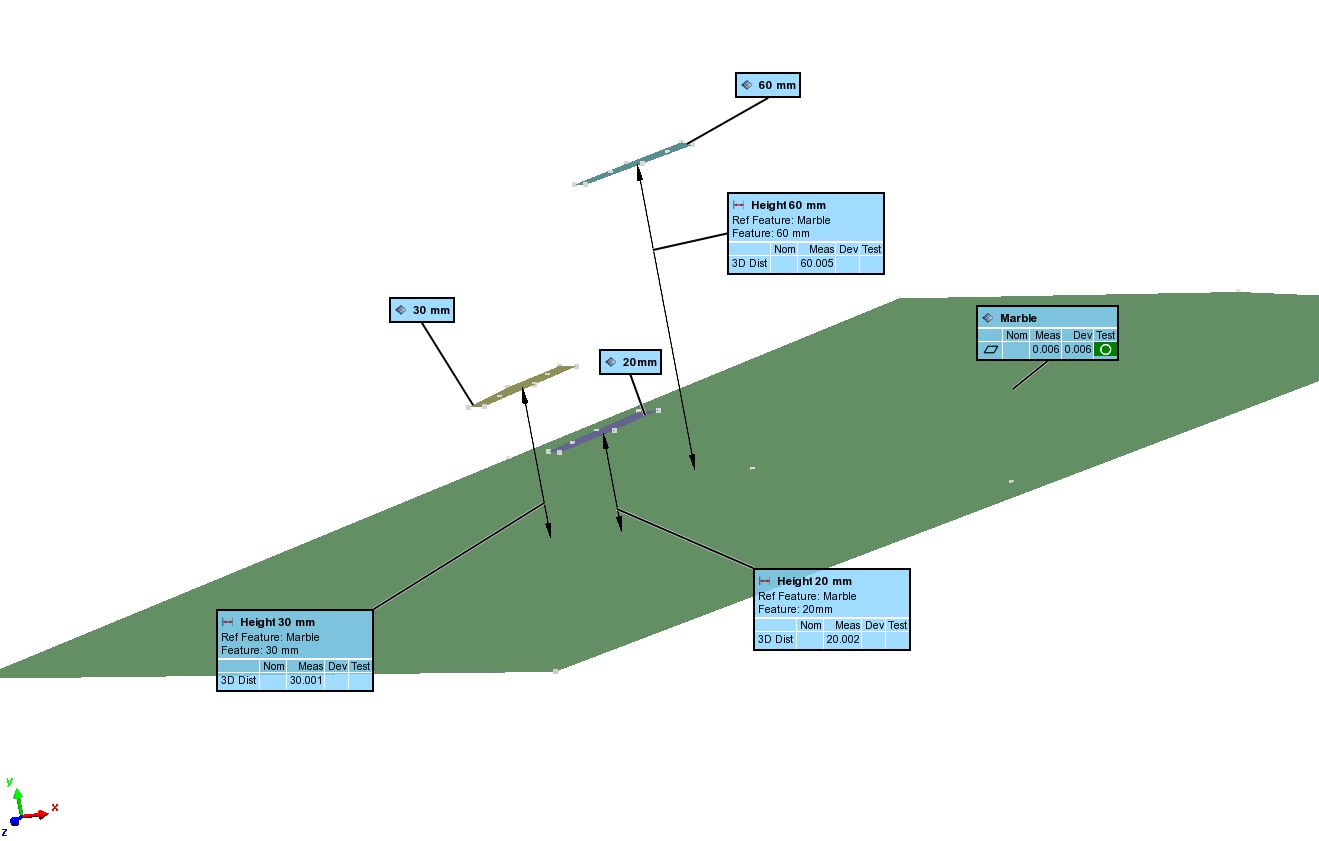 60 mm
Height 60 mm
Ref Feature: Marble
Feature: 60 mm
Nom Meas Dev Test
3D Dist 60.005
30 mm
Marble
Nom Meas Dev Test
0.006 0.006
20mm
Height 20 mm
Ref Feature: Marble
Feature: 20mm
Nom Meas Dev Test
3D Dist 20.002
Height 30 mm
Ref Feature: Marble
Feature: 30 mm
Nom Meas Dev Test
3D Dist 30.001
y
x
z